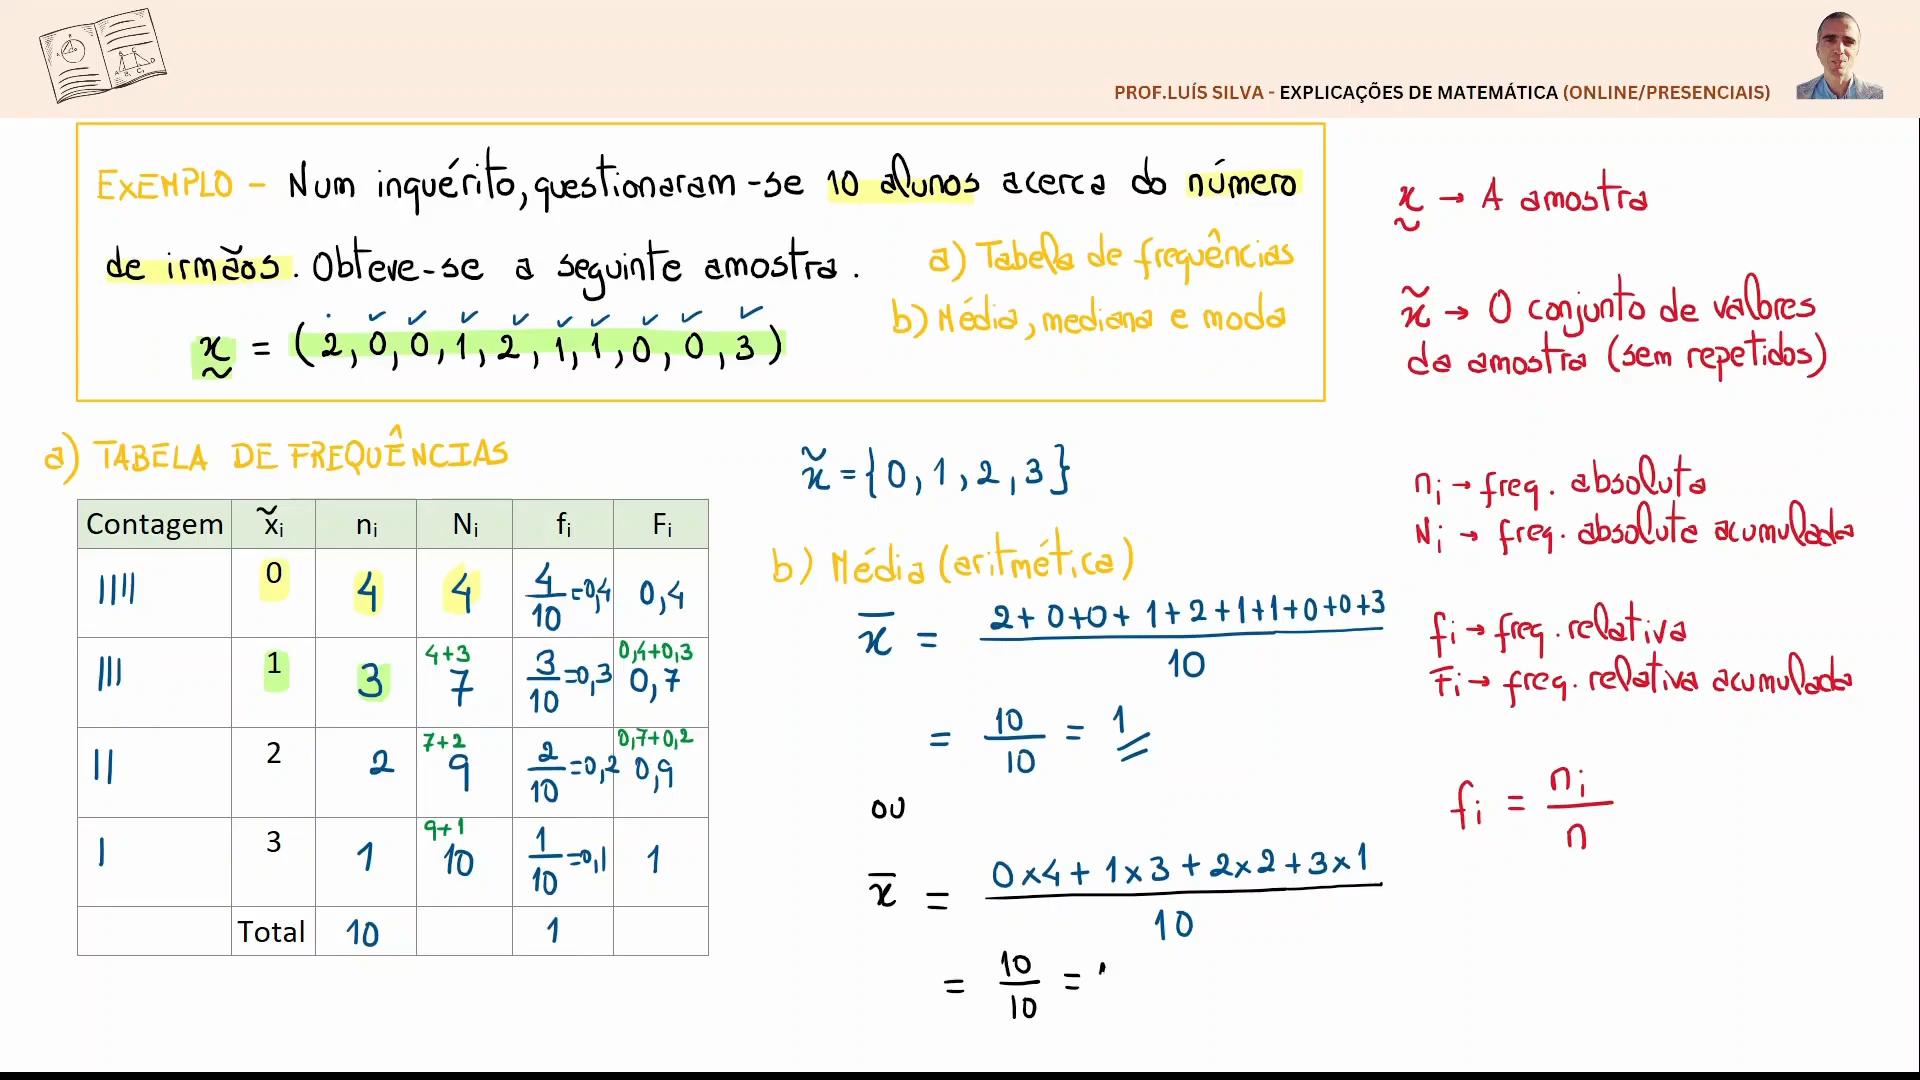 PROF.LUÍS SILVA - EXPLICAÇÕES DE MATEMÁTICA (ONLINE/PRESENCIAIS)
EXEMPLO - Num inquérito, questionaram-se 10 alunos acerca do número
de irmãos. Obteve-se a seguinte amostra.
x̰ = (2, 0, 0, 1, 2, 1, 1, 0, 0, 3)
a) Tabela de frequências
b) Média, mediana e moda
x̰ → A amostra
x̃ → O conjunto de valores
da amostra (sem repetidos)
a) TABELA DE FREQUÊNCIAS
Contagem x̃ᵢ nᵢ Nᵢ fᵢ Fᵢ
|||| 0 4 4 4/10 = 0,4 0,4
4+3 0,4+0,3
||| 1 3 7 3/10 = 0,3 0,7
7+2 0,7+0,2
|| 2 2 9 2/10 = 0,2 0,9
9+1
| 3 1 10 1/10 = 0,1 1
Total 10 1
x̃ = {0, 1, 2, 3}
b) Média (aritmética)
x̄ = 2+0+0+1+2+1+1+0+0+3
10
= 10/10 = 1
ou
x̄ = 0×4 + 1×3 + 2×2 + 3×1
10
= 10/10 =
nᵢ → freq. absoluta
Nᵢ → freq. absoluta acumulada
fᵢ → freq. relativa
Fᵢ → freq. relativa acumulada
fᵢ = nᵢ/n